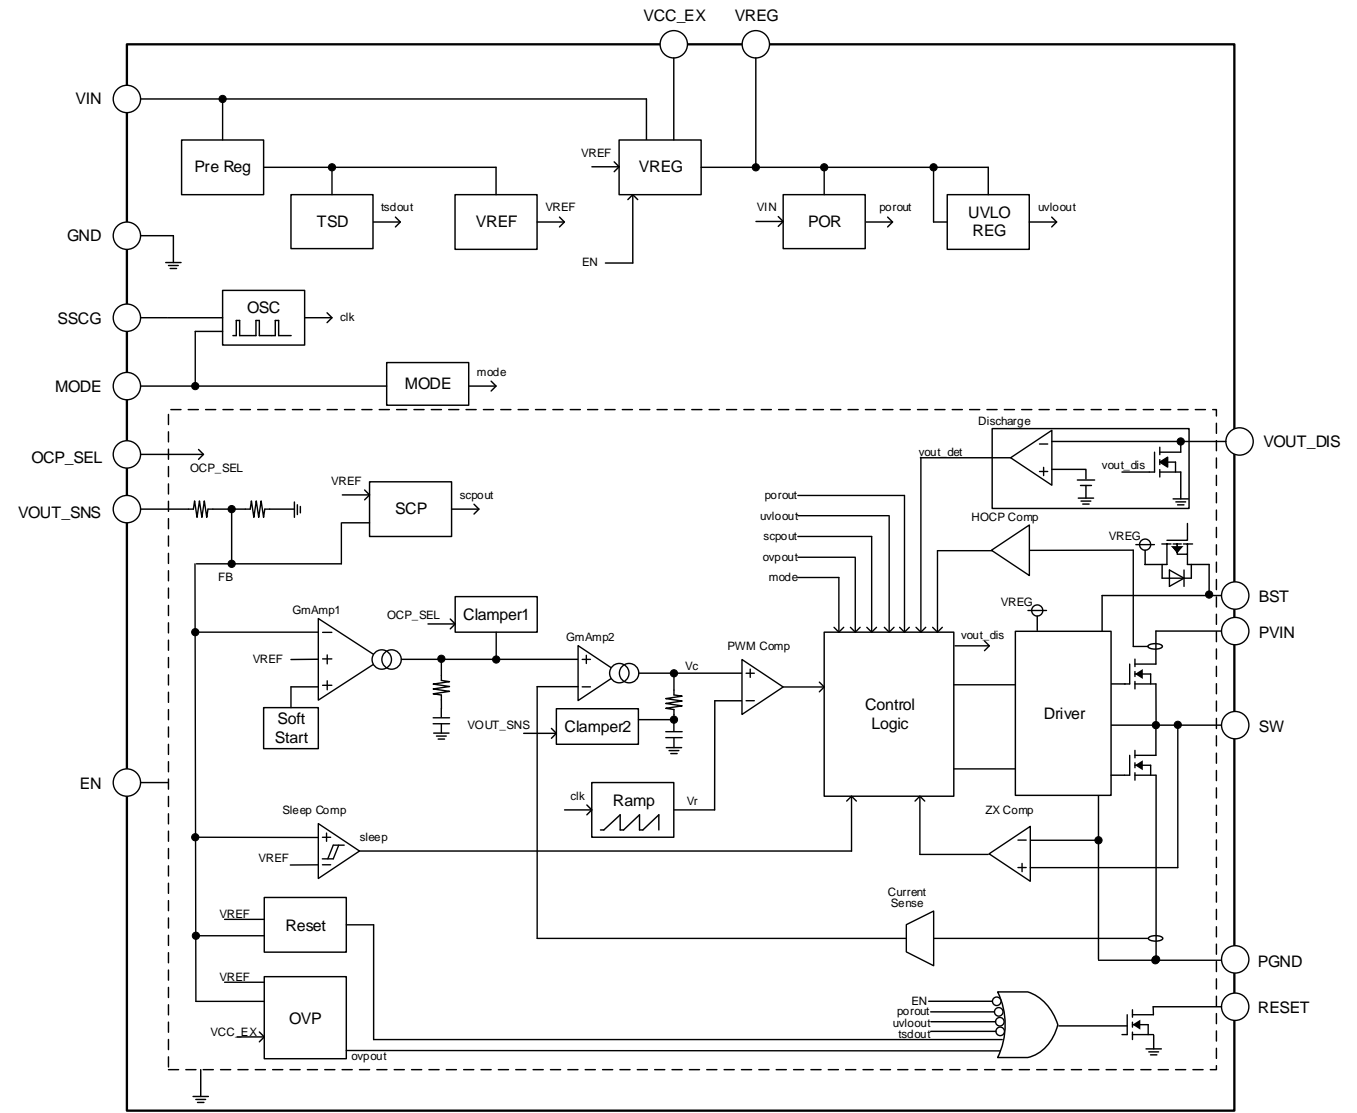 VCC_EX
VREG
VIN
Pre Reg
VREF
VREG
TSD
tsdout
VREF
VREF
VIN
POR
porout
UVLO
REG
uvloout
GND
EN
SSCG
OSC
clk
MODE
MODE
mode
OCP_SEL
OCP_SEL
Discharge
vout_det
vout_dis
VOUT_DIS
VOUT_SNS
VREF
SCP
scpout
FB
porout
uvloout
scpout
ovpout
mode
HOCP Comp
VREG
BST
GmAmp1
OCP_SEL
Clamper1
GmAmp2
VREG
PVIN
VREF
Soft
Start
VOUT_SNS
Clamper2
Vc
PWM Comp
Control
Logic
vout_dis
Driver
SW
EN
clk
Ramp
Vr
Sleep Comp
sleep
VREF
ZX Comp
Current
Sense
VREF
Reset
PGND
VREF
OVP
VCC_EX
ovpout
EN
porout
uvloout
tsdout
RESET